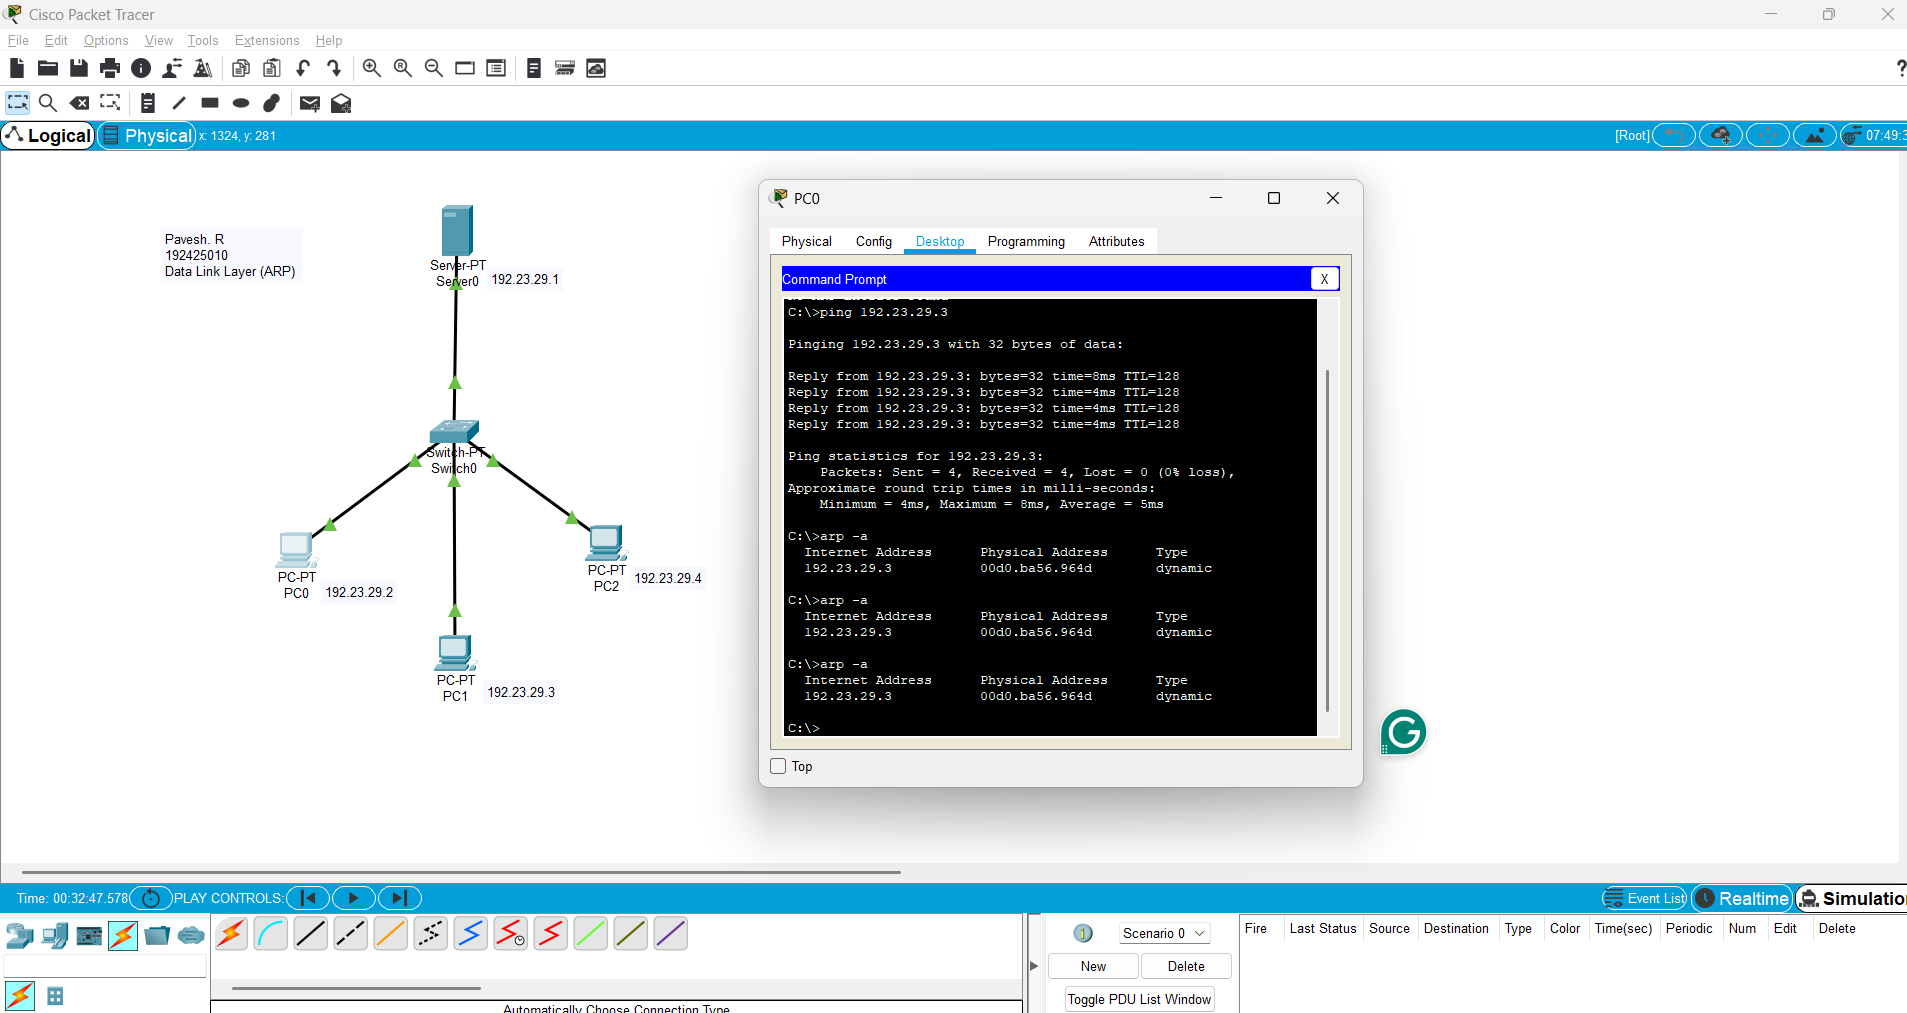 Cisco Packet Tracer
File Edit Options View Tools Extensions Help
?
Logical Physical x: 1324, y: 281
[Root] 07:49:3
Pavesh. R
192425010
Data Link Layer (ARP)
Server-PT
Server0 192.23.29.1
Switch-PT
Switch0
PC-PT
PC0 192.23.29.2
PC-PT
PC2 192.23.29.4
PC-PT
PC1 192.23.29.3
PC0
Physical Config Desktop Programming Attributes
Command Prompt X
C:\>ping 192.23.29.3
Pinging 192.23.29.3 with 32 bytes of data:
Reply from 192.23.29.3: bytes=32 time=8ms TTL=128
Reply from 192.23.29.3: bytes=32 time=4ms TTL=128
Reply from 192.23.29.3: bytes=32 time=4ms TTL=128
Reply from 192.23.29.3: bytes=32 time=4ms TTL=128
Ping statistics for 192.23.29.3:
Packets: Sent = 4, Received = 4, Lost = 0 (0% loss),
Approximate round trip times in milli-seconds:
Minimum = 4ms, Maximum = 8ms, Average = 5ms
C:\>arp -a
Internet Address Physical Address Type
192.23.29.3 00d0.ba56.964d dynamic
C:\>arp -a
Internet Address Physical Address Type
192.23.29.3 00d0.ba56.964d dynamic
C:\>arp -a
Internet Address Physical Address Type
192.23.29.3 00d0.ba56.964d dynamic
C:\>
Top
G
Time: 00:32:47.578 PLAY CONTROLS:
Event List Realtime Simulatio
Automatically Choose Connection Type
1 Scenario 0
New Delete
Toggle PDU List Window
Fire Last Status Source Destination Type Color Time(sec) Periodic Num Edit Delete